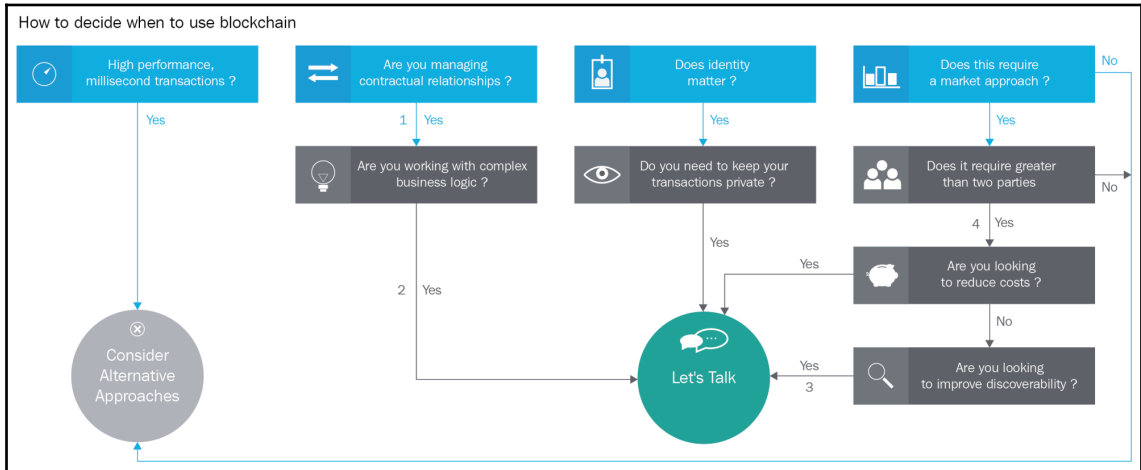 How to decide when to use blockchain
High performance,
millisecond transactions ?
Are you managing
contractual relationships ?
Does identity
matter ?
Does this require
a market approach ?
No
Yes
1 Yes
Yes
Yes
Are you working with complex
business logic ?
Do you need to keep your
transactions private ?
Does it require greater
than two parties
No
4 Yes
Yes
Yes
Are you looking
to reduce costs ?
2 Yes
No
Consider
Alternative
Approaches
Let's Talk
Yes
3
Are you looking
to improve discoverability ?